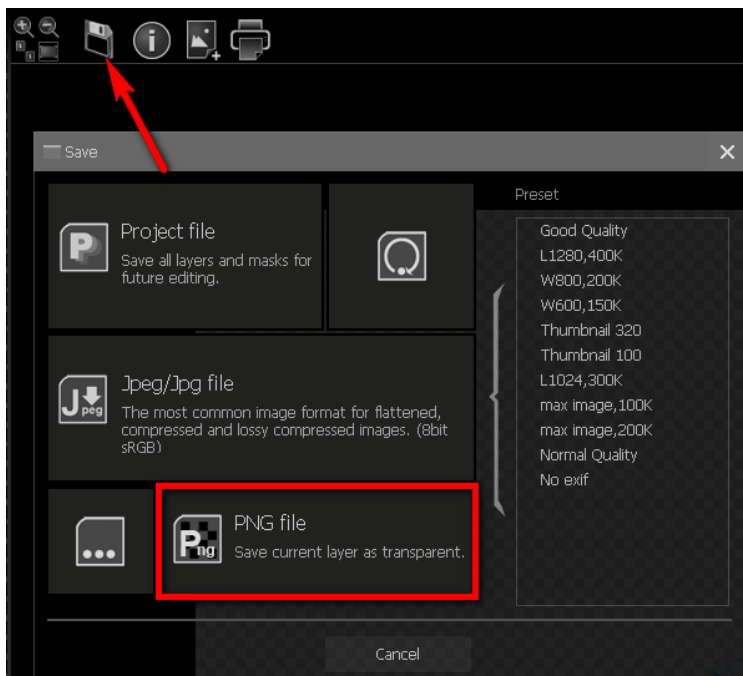 Save
Preset
P
Project file
Save all layers and masks for
future editing.
Jpeg
Jpeg/Jpg file
The most common image format for flattened,
compressed and lossy compressed images. (8bit
sRGB)
Png
PNG file
Save current layer as transparent.
Good Quality
L1280,400K
W800,200K
W600,150K
Thumbnail 320
Thumbnail 100
L1024,300K
max image,100K
max image,200K
Normal Quality
No exif
Cancel